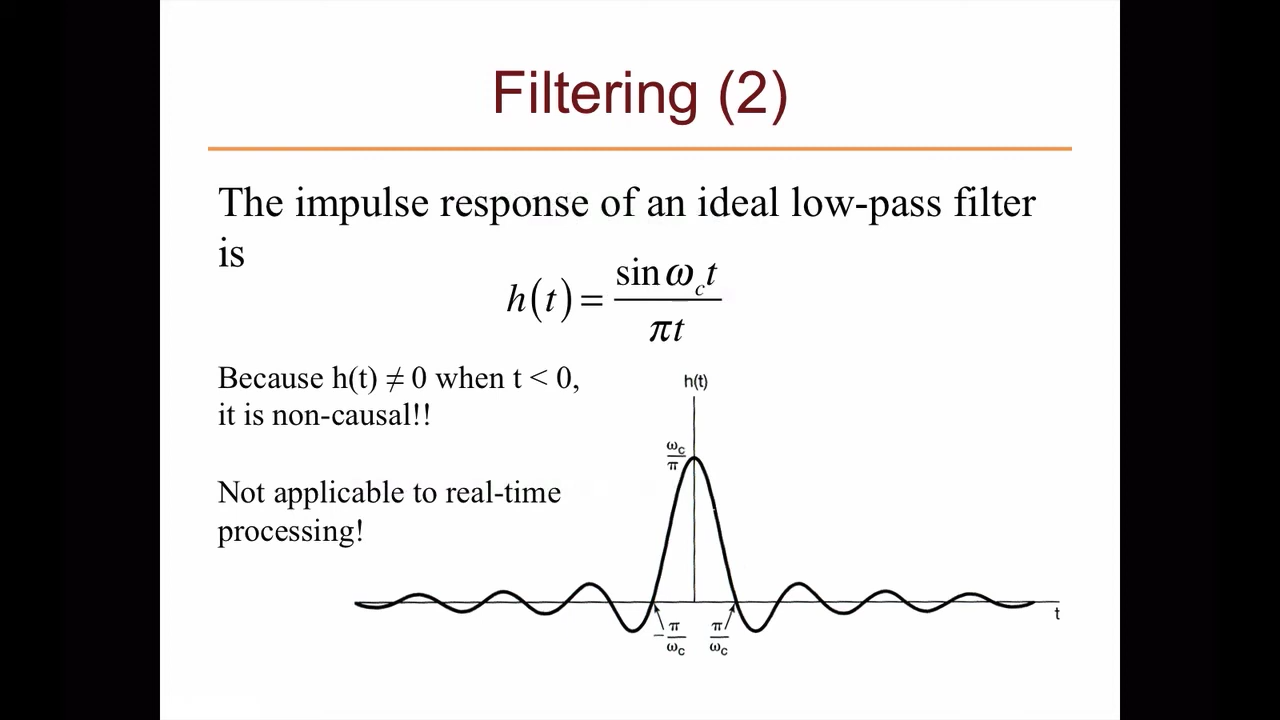 Filtering (2)
The impulse response of an ideal low-pass filter
is
h(t) = sin ω_c t / πt
Because h(t) ≠ 0 when t < 0,
it is non-causal!!
Not applicable to real-time
processing!
h(t)
ω_c / π
t
−π / ω_c
π / ω_c